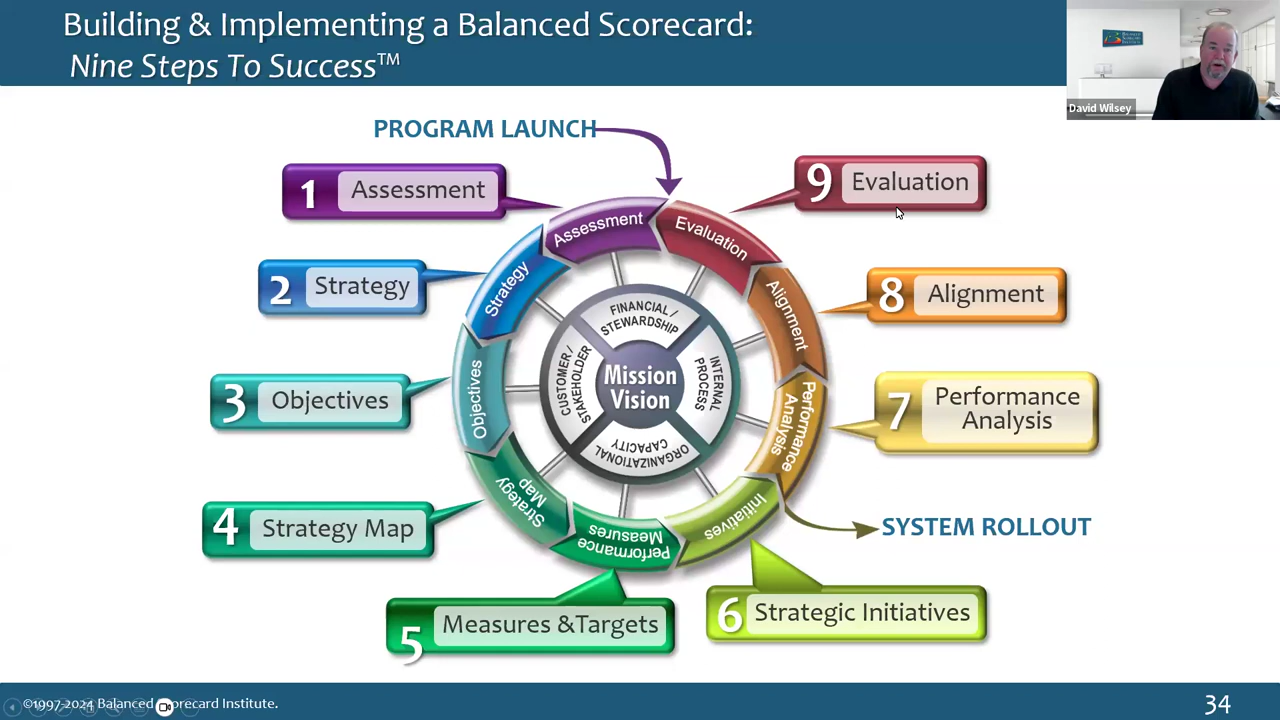 Building & Implementing a Balanced Scorecard:
Nine Steps To Success™
David Wilsey
PROGRAM LAUNCH
1 Assessment
9 Evaluation
2 Strategy
8 Alignment
3 Objectives
7 Performance
Analysis
4 Strategy Map
SYSTEM ROLLOUT
5 Measures &Targets
6 Strategic Initiatives
Assessment
Evaluation
Strategy
Alignment
Objectives
Performance
Analysis
Strategy
Map
Performance
Measures
Initiatives
FINANCIAL/
STEWARDSHIP
CUSTOMER/
STAKEHOLDER
INTERNAL
PROCESS
ORGANIZATIONAL
CAPACITY
Mission
Vision
©1997-2024 Balanced Scorecard Institute.
34